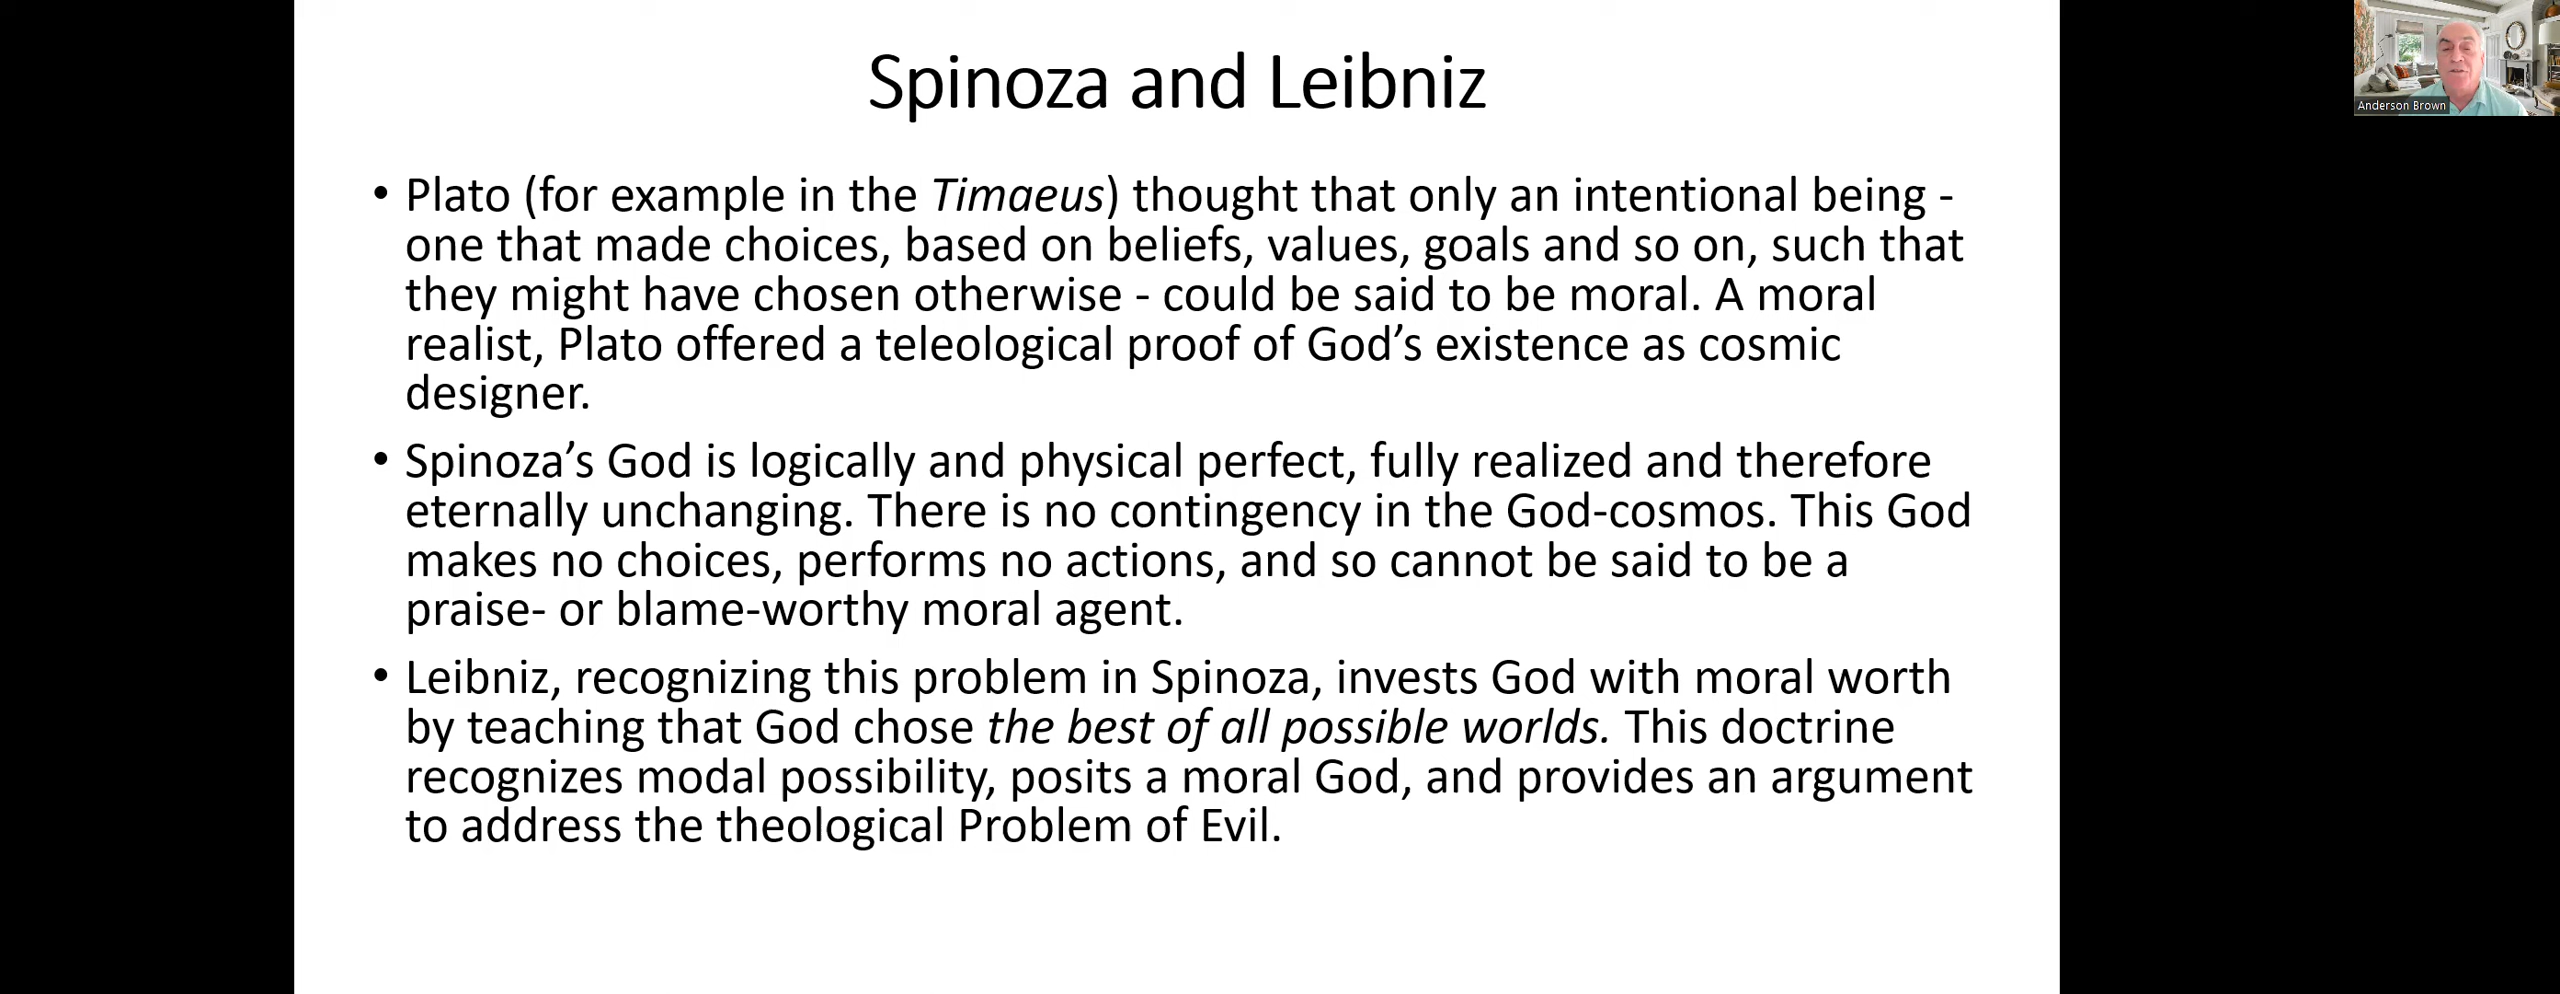 Spinoza and Leibniz
Anderson Brown
• Plato (for example in the Timaeus) thought that only an intentional being -
one that made choices, based on beliefs, values, goals and so on, such that
they might have chosen otherwise - could be said to be moral. A moral
realist, Plato offered a teleological proof of God’s existence as cosmic
designer.
• Spinoza’s God is logically and physical perfect, fully realized and therefore
eternally unchanging. There is no contingency in the God-cosmos. This God
makes no choices, performs no actions, and so cannot be said to be a
praise- or blame-worthy moral agent.
• Leibniz, recognizing this problem in Spinoza, invests God with moral worth
by teaching that God chose the best of all possible worlds. This doctrine
recognizes modal possibility, posits a moral God, and provides an argument
to address the theological Problem of Evil.